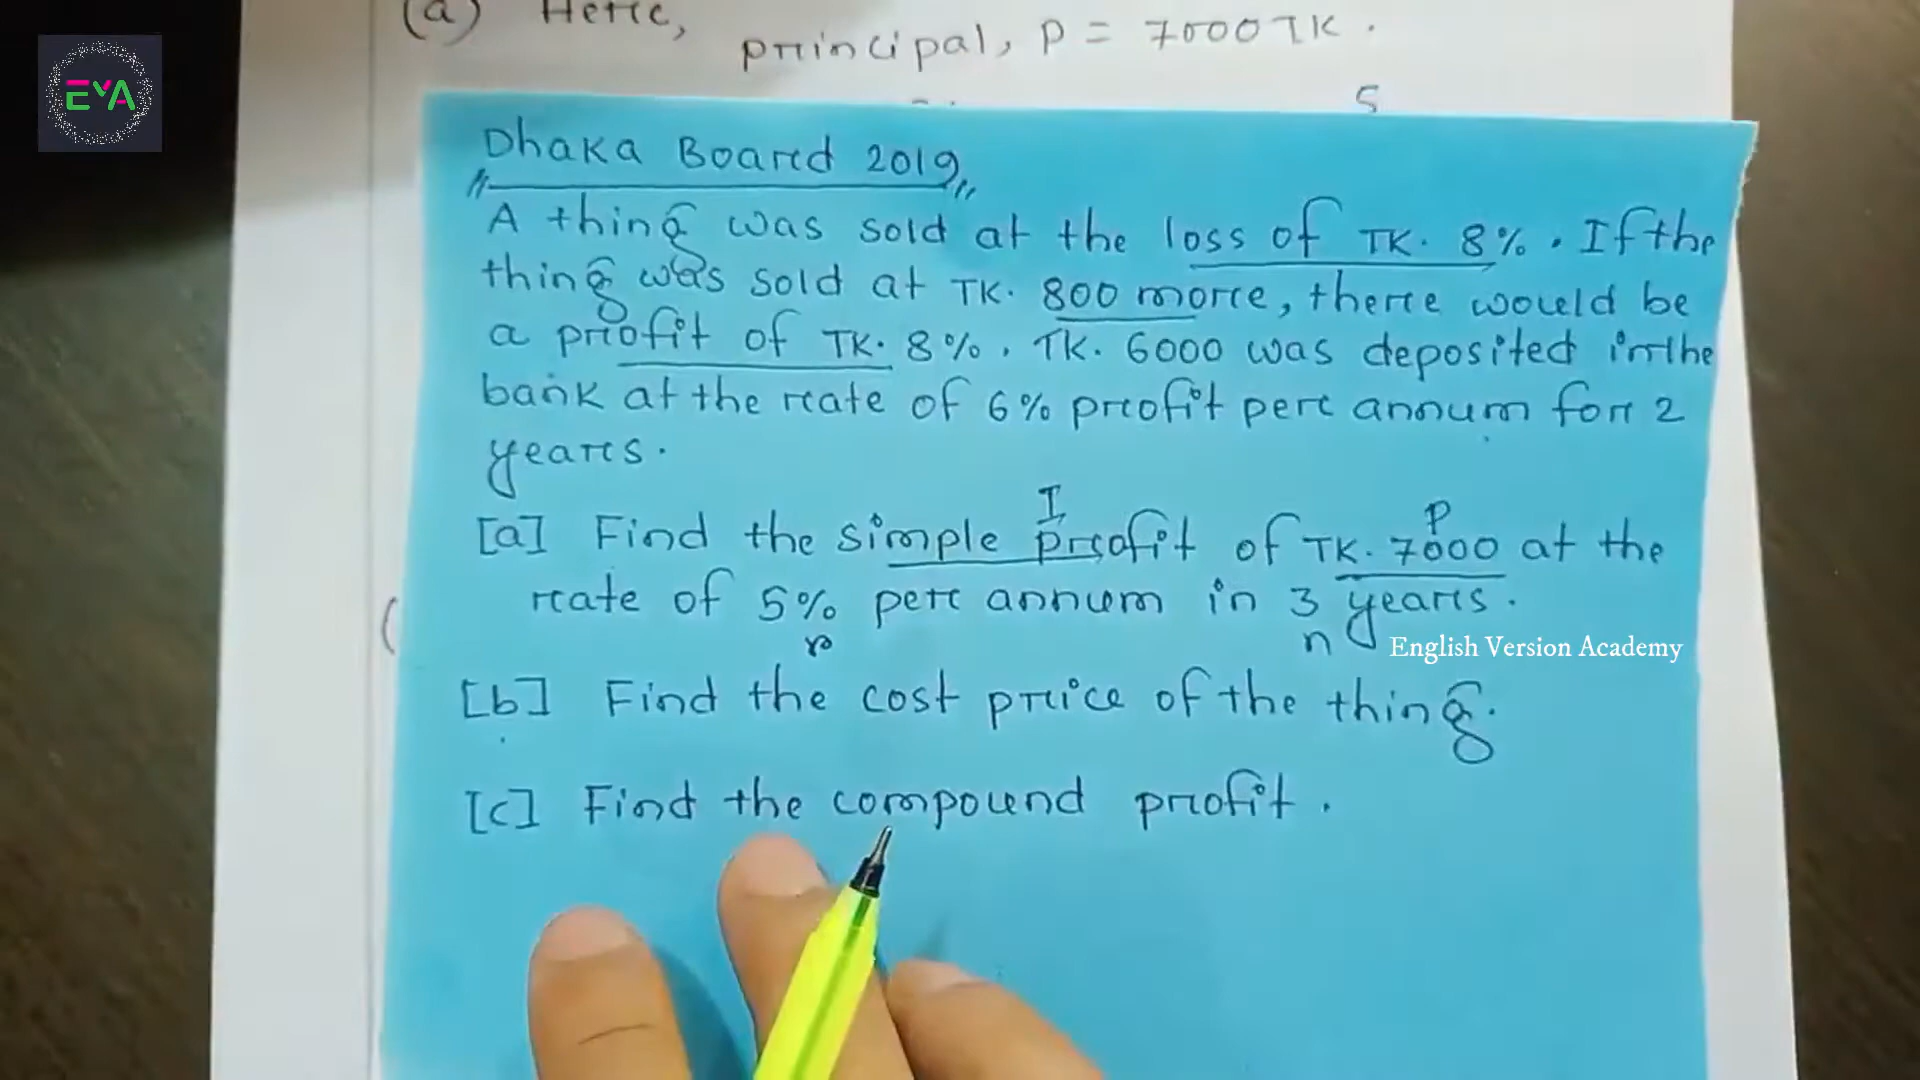 (a) Here,
principal, P = 7000 TK.
EYA
5
Dhaka Board 2019
"A thing was sold at the loss of TK. 8%. If the
thing was sold at TK. 800 more, there would be
a profit of TK. 8%. TK. 6000 was deposited in the
bank at the rate of 6% profit per annum for 2
years.
I
P
[a] Find the simple profit of TK. 7000 at the
rate of 5% per annum in 3 years.
r
n
English Version Academy
[b] Find the cost price of the thing.
[c] Find the compound profit.